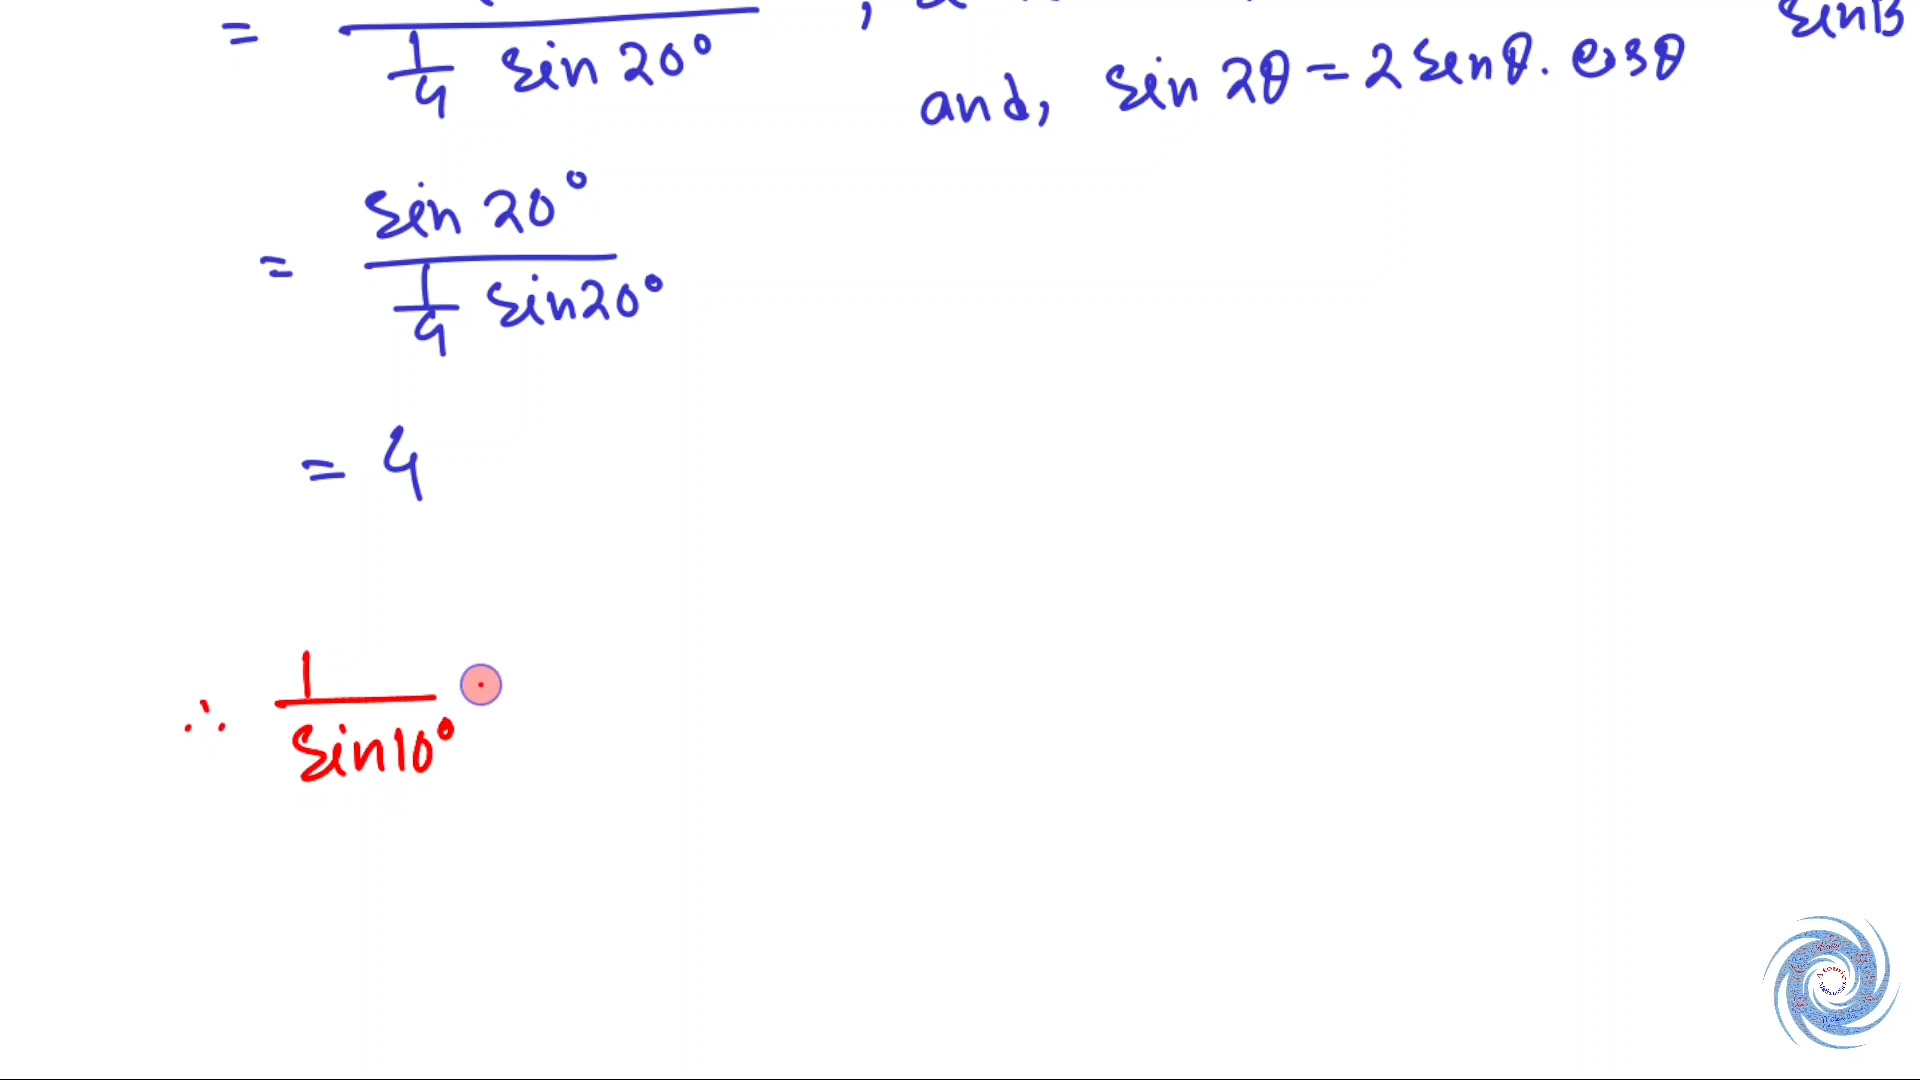 = ―――
1/4 sin 20°
and, sin 2θ = 2 sinθ. cosθ
sinB
= sin 20° / 1/4 sin20°
= 4
∴ 1/sin10°